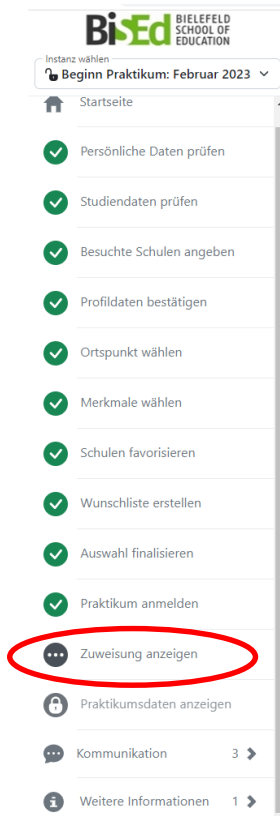 BiSEd BIELEFELD
SCHOOL OF
EDUCATION
Instanz wählen
Beginn Praktikum: Februar 2023
Startseite
Persönliche Daten prüfen
Studiendaten prüfen
Besuchte Schulen angeben
Profildaten bestätigen
Ortspunkt wählen
Merkmale wählen
Schulen favorisieren
Wunschliste erstellen
Auswahl finalisieren
Praktikum anmelden
Zuweisung anzeigen
Praktikumsdaten anzeigen
Kommunikation 3
Weitere Informationen 1